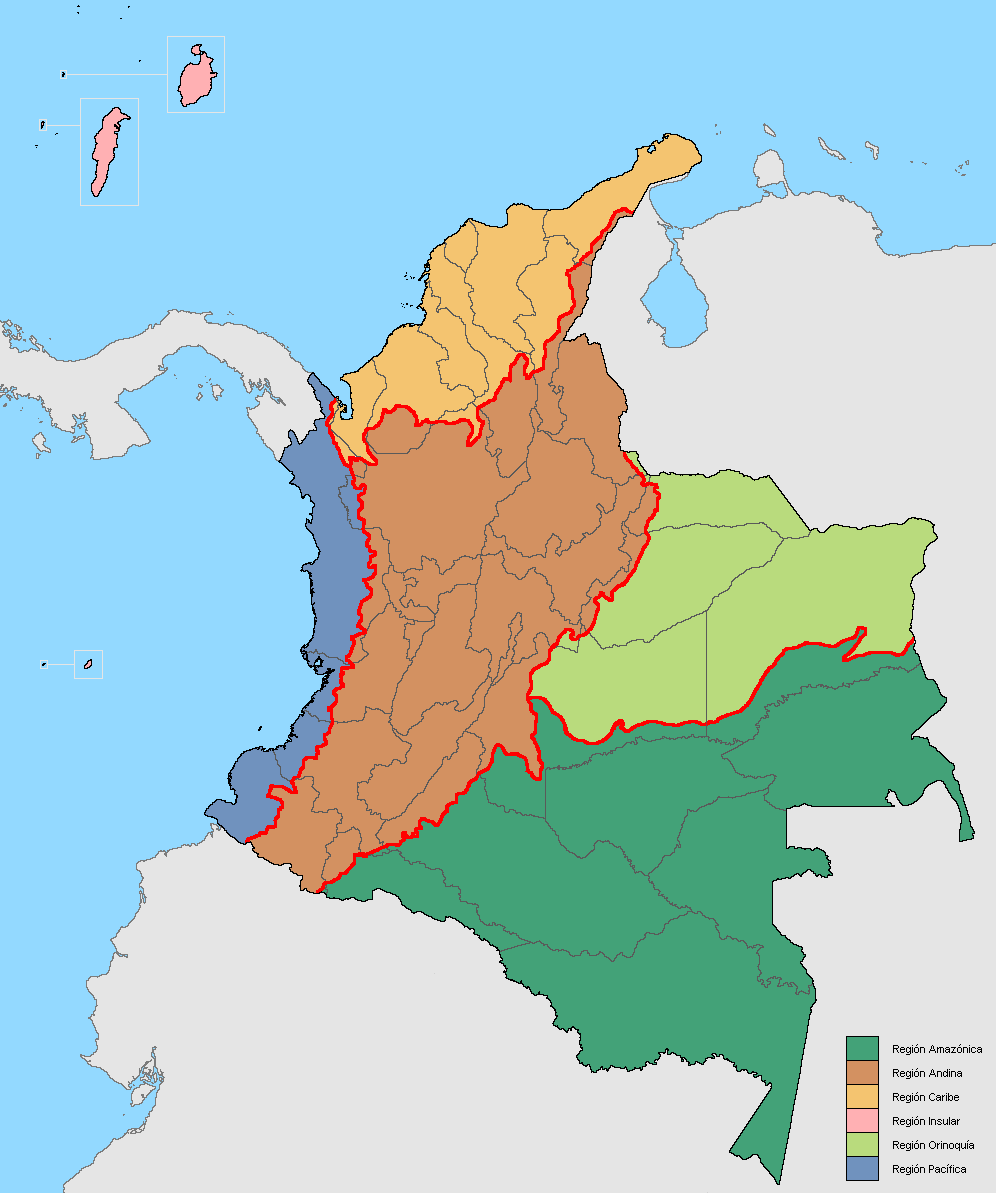 Región Amazónica
Región Andina
Región Caribe
Región Insular
Región Orinoquía
Región Pacífica